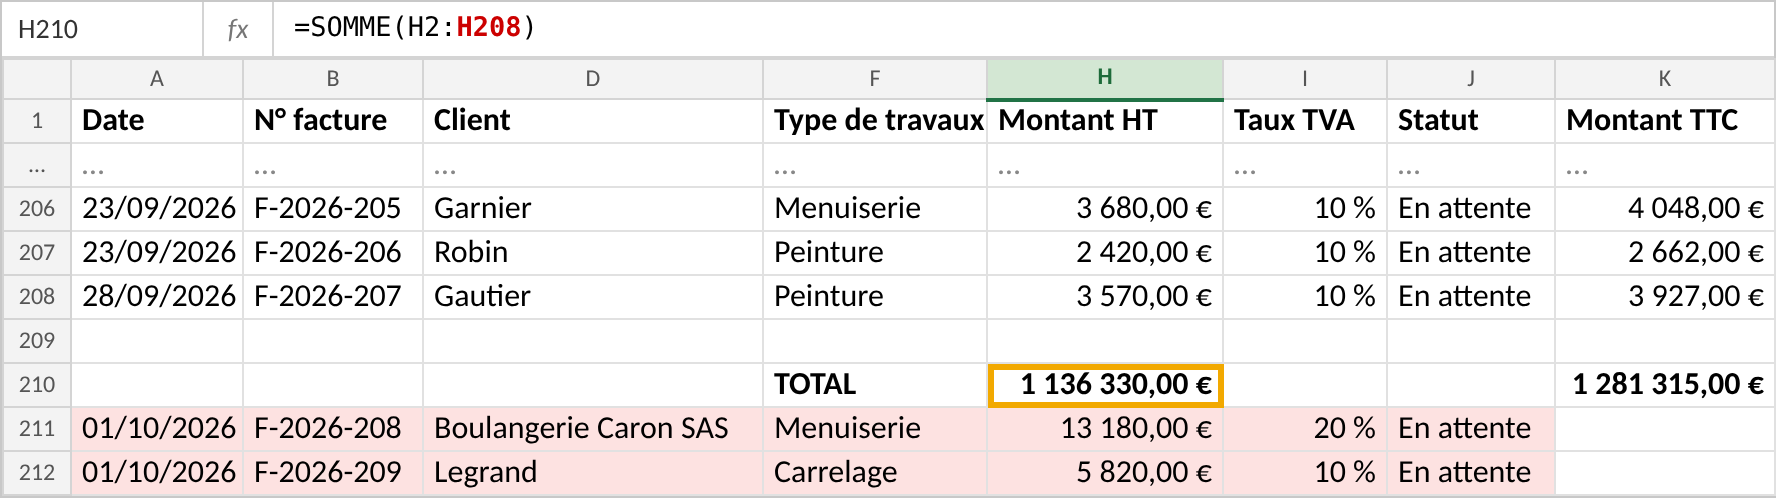 H210 fx =SOMME(H2:H208)
A B D F H I J K
1 Date N° facture Client Type de travaux Montant HT Taux TVA Statut Montant TTC
... ... ... ... ... ... ... ... ...
206 23/09/2026 F-2026-205 Garnier Menuiserie 3 680,00 € 10 % En attente 4 048,00 €
207 23/09/2026 F-2026-206 Robin Peinture 2 420,00 € 10 % En attente 2 662,00 €
208 28/09/2026 F-2026-207 Gautier Peinture 3 570,00 € 10 % En attente 3 927,00 €
209
210 TOTAL 1 136 330,00 € 1 281 315,00 €
211 01/10/2026 F-2026-208 Boulangerie Caron SAS Menuiserie 13 180,00 € 20 % En attente
212 01/10/2026 F-2026-209 Legrand Carrelage 5 820,00 € 10 % En attente